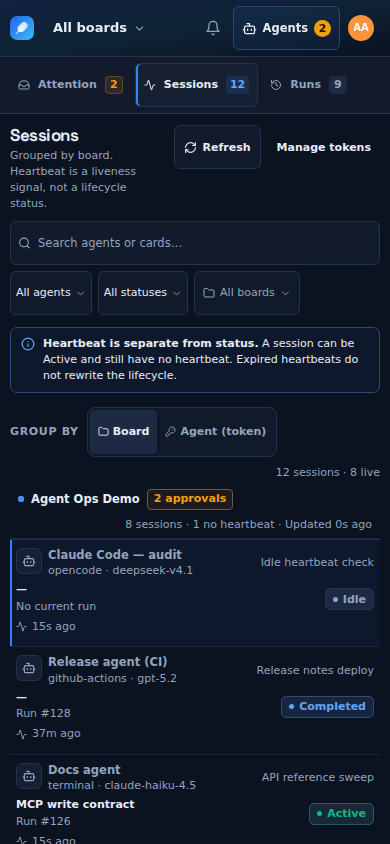 All boards
Agents 2
AA
Attention 2
Sessions 12
Runs 9
Sessions
Grouped by board.
Heartbeat is a liveness
signal, not a lifecycle
status.
Refresh
Manage tokens
Search agents or cards...
All agents
All statuses
All boards
Heartbeat is separate from status. A session can be
Active and still have no heartbeat. Expired heartbeats do
not rewrite the lifecycle.
GROUP BY
Board
Agent (token)
12 sessions · 8 live
Agent Ops Demo
2 approvals
8 sessions · 1 no heartbeat · Updated 0s ago
Claude Code — audit
opencode · deepseek-v4.1
Idle heartbeat check
—
No current run
Idle
15s ago
Release agent (CI)
github-actions · gpt-5.2
Release notes deploy
—
Run #128
Completed
37m ago
Docs agent
terminal · claude-haiku-4.5
API reference sweep
MCP write contract
Run #126
Active
15s ago